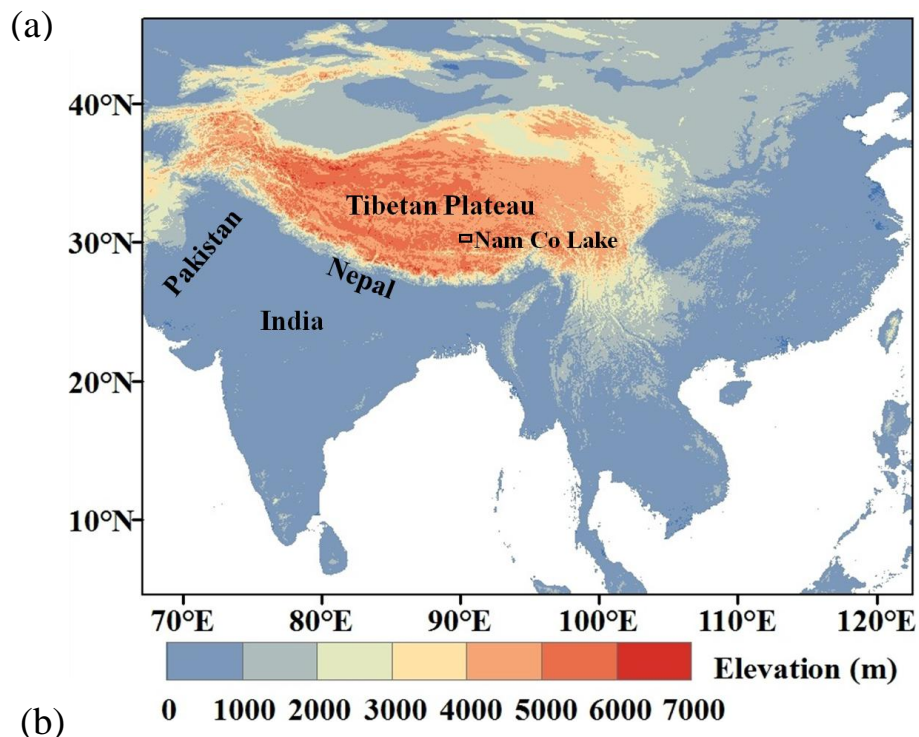 (a)
40°N
Tibetan Plateau
30°N
Nam Co Lake
Pakistan
Nepal
India
20°N
10°N
70°E 80°E 90°E 100°E 110°E 120°E
Elevation (m)
0 1000 2000 3000 4000 5000 6000 7000
(b)